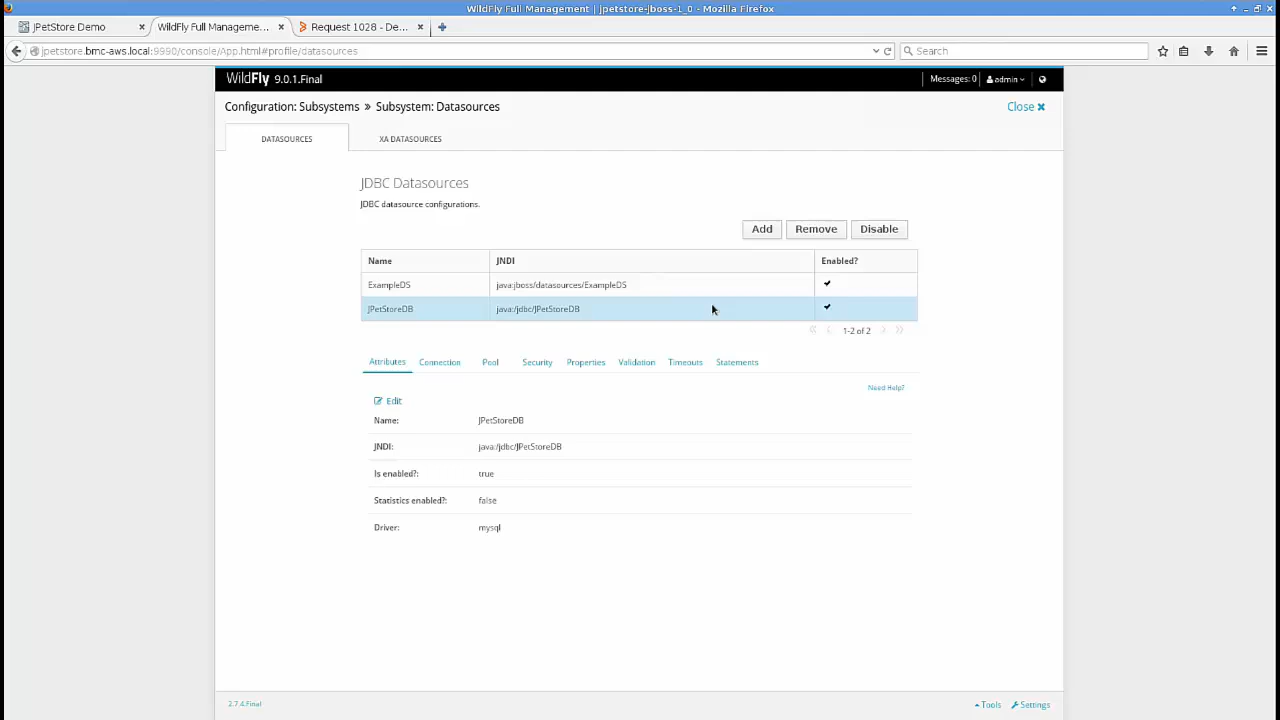 WildFly Full Management | Jpetstore-jboss-1_0 - Mozilla Firefox
JPetStore Demo
WildFly Full Manageme...
Request 1028 - De...
jpetstore.bmc-aws.local:9990/console/App.html#profile/datasources
Search
WildFly 9.0.1.Final
Messages: 0
admin
Configuration: Subsystems » Subsystem: Datasources
Close
DATASOURCES
XA DATASOURCES
JDBC Datasources
JDBC datasource configurations.
Add
Remove
Disable
Name
JNDI
Enabled?
ExampleDS
java:jboss/datasources/ExampleDS
JPetStoreDB
java:/jdbc/JPetStoreDB
1-2 of 2
Attributes
Connection
Pool
Security
Properties
Validation
Timeouts
Statements
Need Help?
Edit
Name: JPetStoreDB
JNDI: java:/jdbc/JPetStoreDB
Is enabled?: true
Statistics enabled?: false
Driver: mysql
2.7.4.Final
Tools
Settings